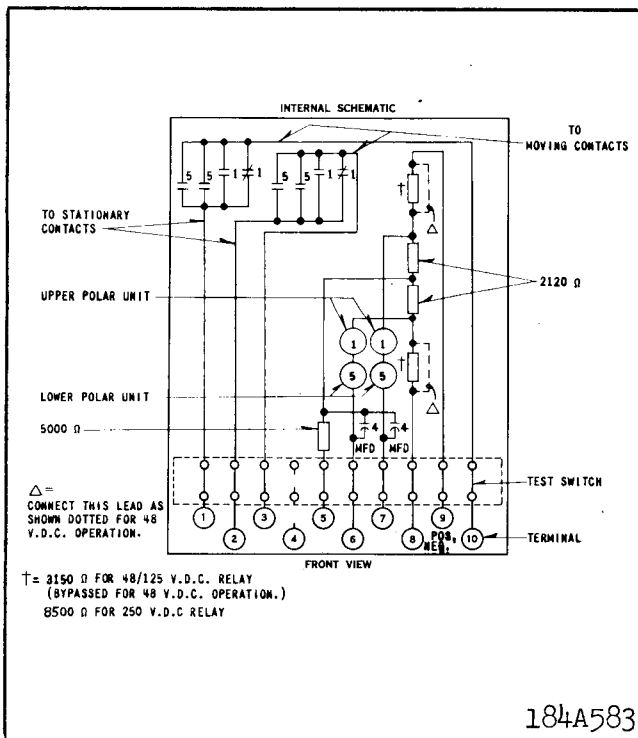 INTERNAL SCHEMATIC
TO
MOVING CONTACTS
5 5 1 1 5 5 1 1
†
TO STATIONARY
CONTACTS
Δ
2120 Ω
UPPER POLAR UNIT
1 1
†
5 5
LOWER POLAR UNIT
Δ
5000 Ω
4 4
MFD MFD
TEST SWITCH
Δ=
CONNECT THIS LEAD AS
SHOWN DOTTED FOR 48
V.D.C. OPERATION.
1 3 5 7 9
POS.
NEG.
2 4 6 8 10
TERMINAL
FRONT VIEW
†= 3150 Ω FOR 48/125 V.D.C. RELAY
(BYPASSED FOR 48 V.D.C. OPERATION.)
8500 Ω FOR 250 V.D.C RELAY
184A583